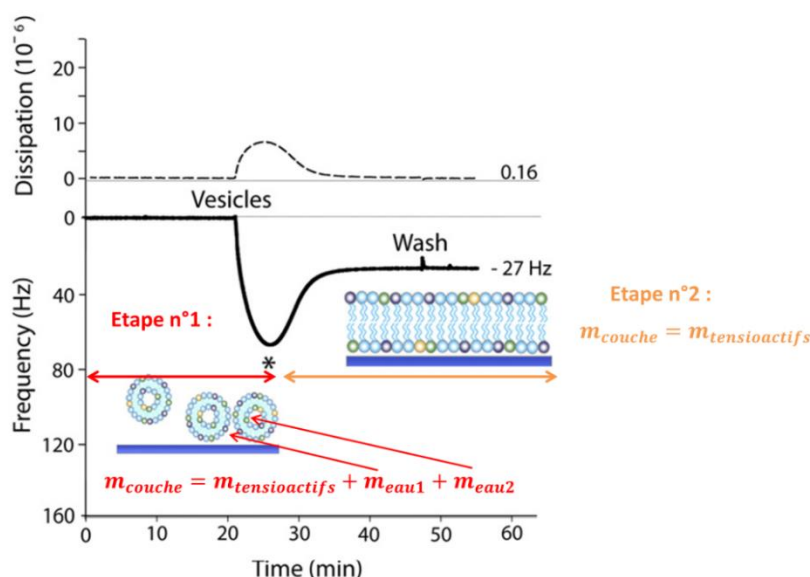 Dissipation (10⁻⁶)
20
10
0
0.16
Vesicles
0
Wash
- 27 Hz
Frequency (Hz)
40
80
120
160
Etape n°1 :
*
Etape n°2 :
m_couche = m_tensioactifs
m_couche = m_tensioactifs + m_eau1 + m_eau2
0 10 20 30 40 50 60
Time (min)